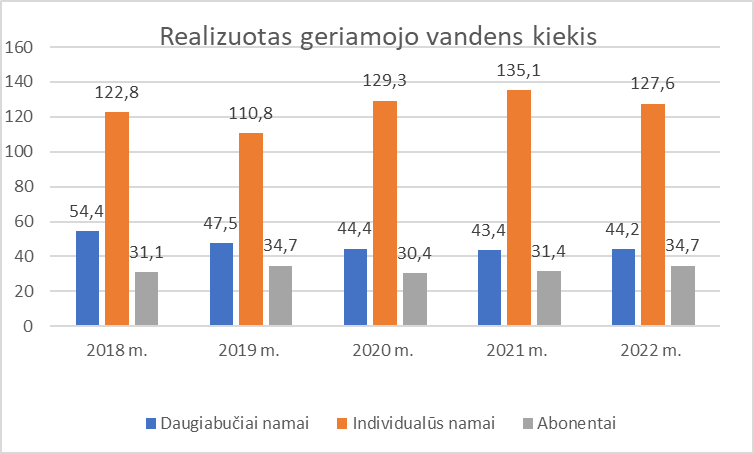 Realizuotas geriamojo vandens kiekis
160
140
120
100
80
60
40
20
0
54,4
122,8
31,1
47,5
110,8
34,7
44,4
129,3
30,4
43,4
135,1
31,4
44,2
127,6
34,7
2018 m.
2019 m.
2020 m.
2021 m.
2022 m.
Daugiabučiai namai
Individualūs namai
Abonentai